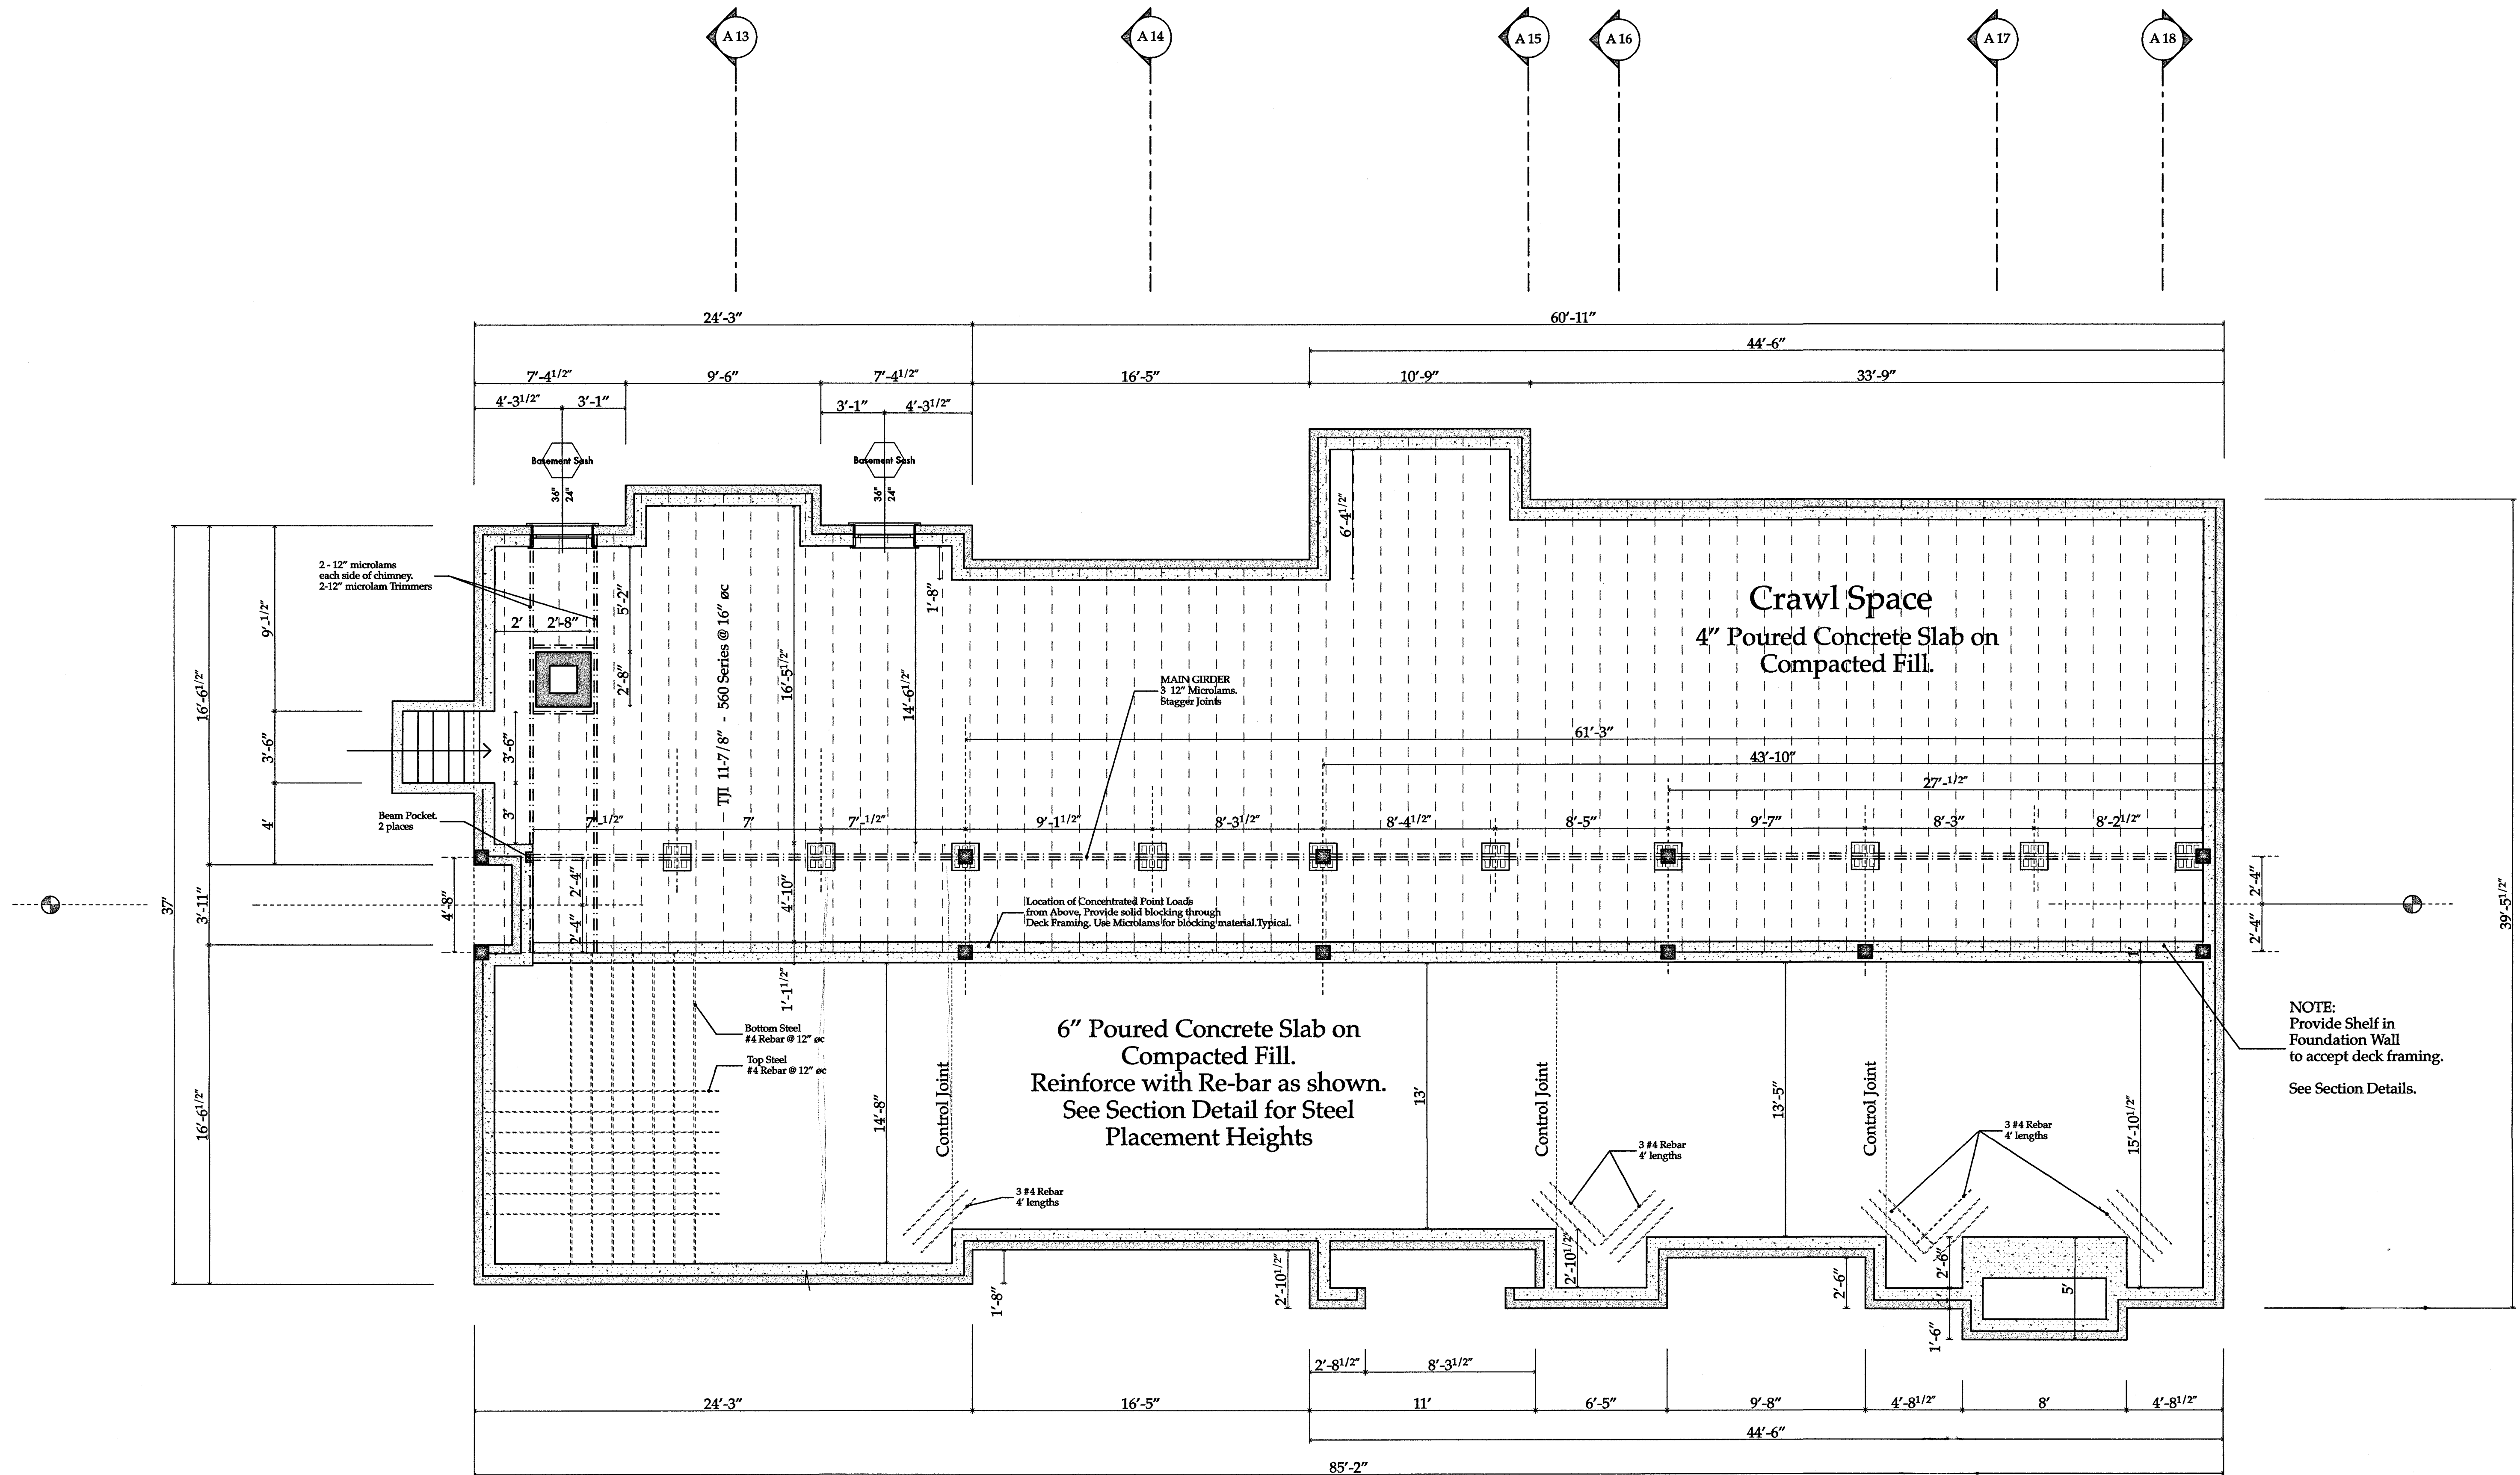 A 13
A 14
A 15
A 16
A 17
A 18
24'-3"
60'-11"
44'-6"
7'-4 1/2"
9'-6"
7'-4 1/2"
16'-5"
10'-9"
33'-9"
4'-3 1/2"
3'-1"
3'-1"
4'-3 1/2"
Basement Sash
36"
24"
Basement Sash
36"
24"
2 - 12" microlams
each side of chimney.
2-12" microlam Trimmers
9'-1/2"
16'-6 1/2"
3'-6"
4'
37'
3'-11"
16'-6 1/2"
2'
2'-8"
5'-2"
2'-8"
3'-6"
3'
TJI 11-7/8" - 560 Series @ 16" øc
16'-5 1/2"
14'-6 1/2"
1'-8"
6'-4 1/2"
Crawl Space
4" Poured Concrete Slab on
Compacted Fill.
MAIN GIRDER
3 12" Microlams.
Stagger Joints
61'-3"
43'-10"
27'-1/2"
Beam Pocket.
2 places
7'-1/2"
7'
7'-1/2"
9'-1 1/2"
8'-3 1/2"
8'-4 1/2"
8'-5"
9'-7"
8'-3"
8'-2 1/2"
4'-8"
2'-4"
2'-4"
4'-10"
Location of Concentrated Point Loads
from Above. Provide solid blocking through
Deck Framing. Use Microlams for blocking material.Typical.
2'-4"
2'-4"
39'-5 1/2"
1'-1 1/2"
1'
Bottom Steel
#4 Rebar @ 12" øc
Top Steel
#4 Rebar @ 12" øc
14'-8"
Control Joint
6" Poured Concrete Slab on
Compacted Fill.
Reinforce with Re-bar as shown.
See Section Detail for Steel
Placement Heights
13'
Control Joint
13'-5"
Control Joint
15'-10 1/2"
NOTE:
Provide Shelf in
Foundation Wall
to accept deck framing.
See Section Details.
3 #4 Rebar
4' lengths
3 #4 Rebar
4' lengths
3 #4 Rebar
4' lengths
1'-8"
2'-10 1/2"
2'-10 1/2"
2'-6"
2'-6"
1'
1'-6"
5'
2'-8 1/2"
8'-3 1/2"
24'-3"
16'-5"
11'
6'-5"
9'-8"
4'-8 1/2"
8'
4'-8 1/2"
44'-6"
85'-2"